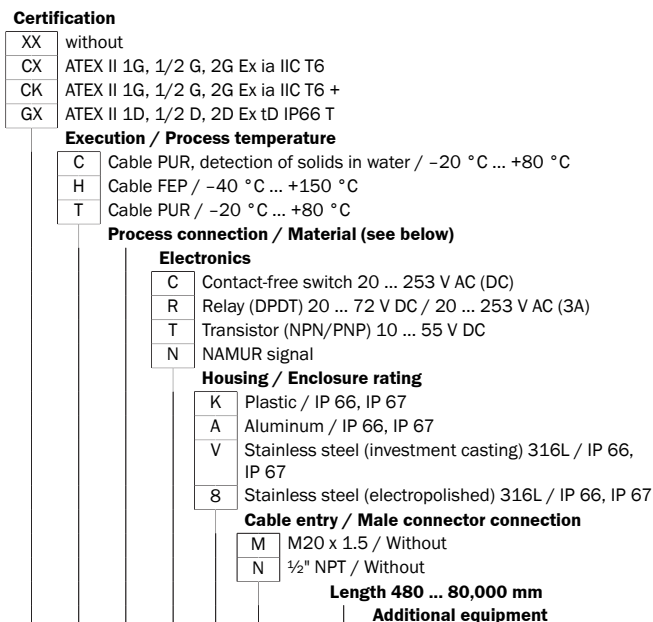 Certification
XX without
CX ATEX II 1G, 1/2 G, 2G Ex ia IIC T6
CK ATEX II 1G, 1/2 G, 2G Ex ia IIC T6 +
GX ATEX II 1D, 1/2 D, 2D Ex tD IP66 T
Execution / Process temperature
C Cable PUR, detection of solids in water / –20 °C ... +80 °C
H Cable FEP / –40 °C ... +150 °C
T Cable PUR / –20 °C ... +80 °C
Process connection / Material (see below)
Electronics
C Contact-free switch 20 ... 253 V AC (DC)
R Relay (DPDT) 20 ... 72 V DC / 20 ... 253 V AC (3A)
T Transistor (NPN/PNP) 10 ... 55 V DC
N NAMUR signal
Housing / Enclosure rating
K Plastic / IP 66, IP 67
A Aluminum / IP 66, IP 67
V Stainless steel (investment casting) 316L / IP 66,
IP 67
8 Stainless steel (electropolished) 316L / IP 66, IP 67
Cable entry / Male connector connection
M M20 x 1.5 / Without
N ½" NPT / Without
Length 480 ... 80,000 mm
Additional equipment